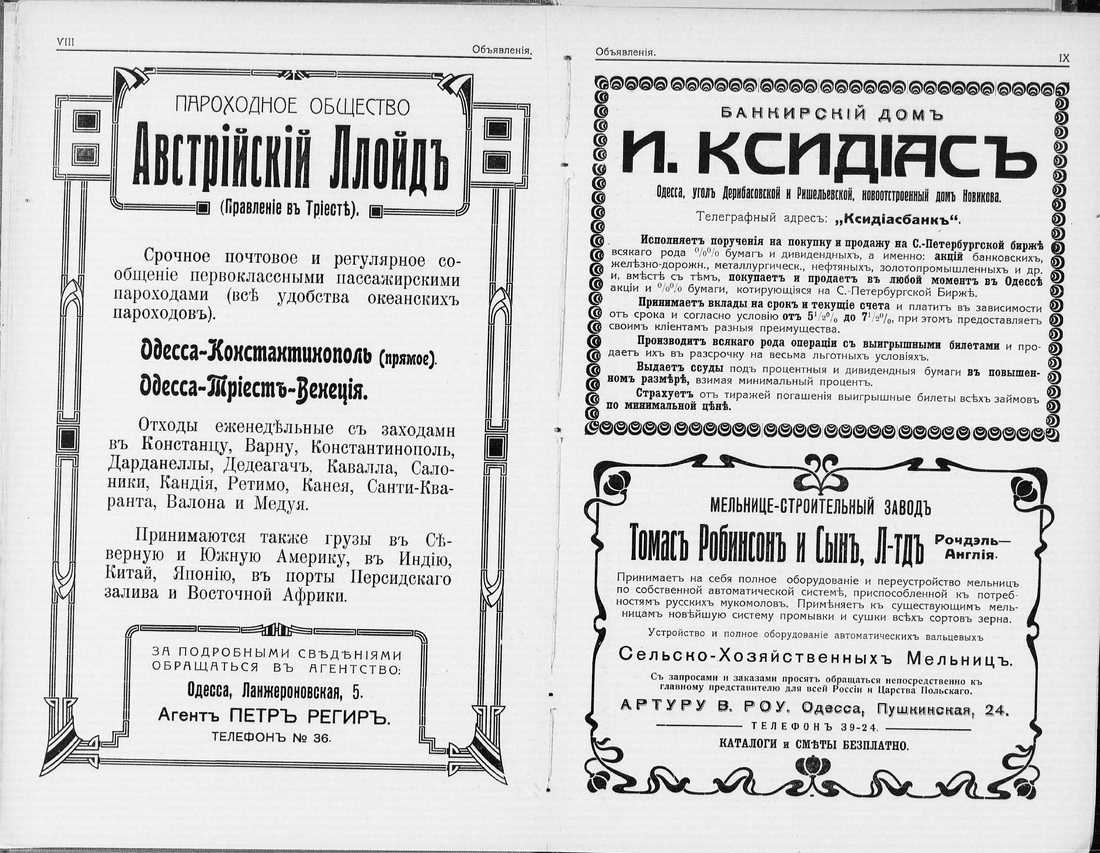 VIII
Объявленія.
ПАРОХОДНОЕ ОБЩЕСТВО
Австрійскій Ллойдъ
(Правленіе въ Тріестѣ).
Срочное почтовое и регулярное со-
общеніе первоклассными пассажирскими
пароходами (всѣ удобства океанскихъ
пароходовъ).
Одесса-Константинополь (прямое).
Одесса-Тріестъ-Венеція.
Отходы еженедѣльные съ заходами
въ Констанцу, Варну, Константинополь,
Дарданеллы, Дедеагачъ, Кавалла, Сало-
ники, Кандія, Ретимо, Канея, Санти-Ква-
ранта, Валона и Медуя.
Принимаются также грузы въ Сѣ-
верную и Южную Америку, въ Индію,
Китай, Японію, въ порты Персидскаго
залива и Восточной Африки.
ЗА ПОДРОБНЫМИ СВѢДѢНІЯМИ
ОБРАЩАТЬСЯ ВЪ АГЕНТСТВО:
Одесса, Ланжероновская, 5.
Агентъ ПЕТРЪ РЕГИРЪ.
ТЕЛЕФОНЪ № 36.
Объявленія.
IX
БАНКИРСКІЙ ДОМЪ
И. КСИДІАСЪ
Одесса, уголъ Дерибасовской и Ришельевской, новоотстроенный домъ Новикова.
Телеграфный адресъ: „Ксидіасбанкъ“.
Исполняетъ порученія на покупку и продажу на С.-Петербургской биржѣ
всякаго рода %% бумагъ и дивидендныхъ, а именно: акцій банковскихъ,
желѣзно-дорожн., металлургическ., нефтяныхъ, золотопромышленныхъ и др.
и, вмѣстѣ съ тѣмъ, покупаетъ и продаетъ въ любой моментъ въ Одессѣ
акціи и %% бумаги, котирующіяся на С.-Петербургской Биржѣ.
Принимаетъ вклады на срокъ и текущіе счета и платитъ въ зависимости
отъ срока и согласно условію отъ 5½% до 7½%, при этомъ предоставляетъ
своимъ кліентамъ разныя преимущества.
Производитъ всякаго рода операціи съ выигрышными билетами и про-
даетъ ихъ въ разсрочку на весьма льготныхъ условіяхъ.
Выдаетъ ссуды подъ процентныя и дивидендныя бумаги въ повышен-
номъ размѣрѣ, взимая минимальный процентъ.
Страхуетъ отъ тиражей погашенія выигрышные билеты всѣхъ займовъ
по минимальной цѣнѣ.
МЕЛЬНИЦЕ-СТРОИТЕЛЬНЫЙ ЗАВОДЪ
Томасъ Робинсонъ и Сынъ, Л-тдъ Рочдэль—
Англія.
Принимаетъ на себя полное оборудованіе и переустройство мельницъ
по собственной автоматической системѣ, приспособленной къ потреб-
ностямъ русскихъ мукомоловъ. Примѣняетъ къ существующимъ мель-
ницамъ новѣйшую систему промывки и сушки всѣхъ сортовъ зерна.
Устройство и полное оборудованіе автоматическихъ вальцевыхъ
Сельско-Хозяйственныхъ Мельницъ.
Съ запросами и заказами просятъ обращаться непосредственно къ
главному представителю для всей Россіи и Царства Польскаго.
АРТУРУ В. РОУ. Одесса, Пушкинская, 24.
ТЕЛЕФОНЪ 39-24.
КАТАЛОГИ и СМѢТЫ БЕЗПЛАТНО.